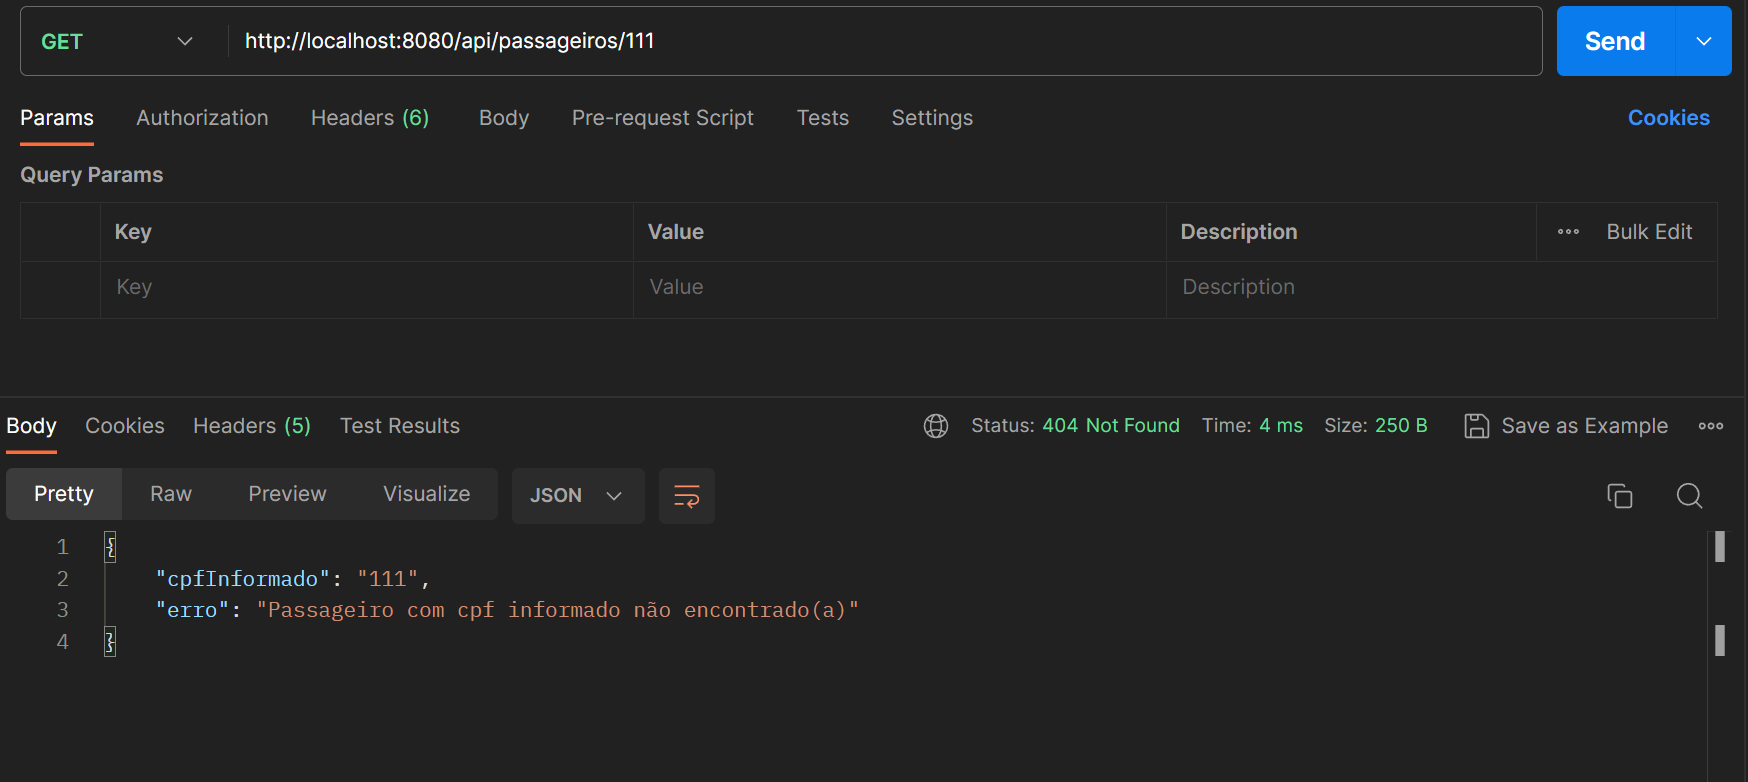 GET http://localhost:8080/api/passageiros/111 Send
Params Authorization Headers (6) Body Pre-request Script Tests Settings Cookies
Query Params
Key Value Description Bulk Edit
Key Value Description
Body Cookies Headers (5) Test Results Status: 404 Not Found Time: 4 ms Size: 250 B Save as Example
Pretty Raw Preview Visualize JSON
1 {
2 "cpfInformado": "111",
3 "erro": "Passageiro com cpf informado não encontrado(a)"
4 }